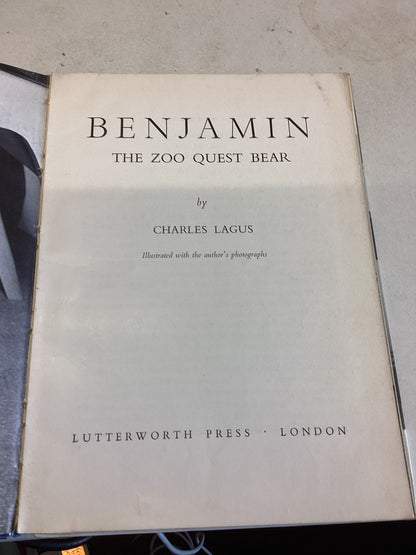 BENJAMIN
THE ZOO QUEST BEAR
by
CHARLES LAGUS
Illustrated with the author's photographs
LUTTERWORTH PRESS · LONDON